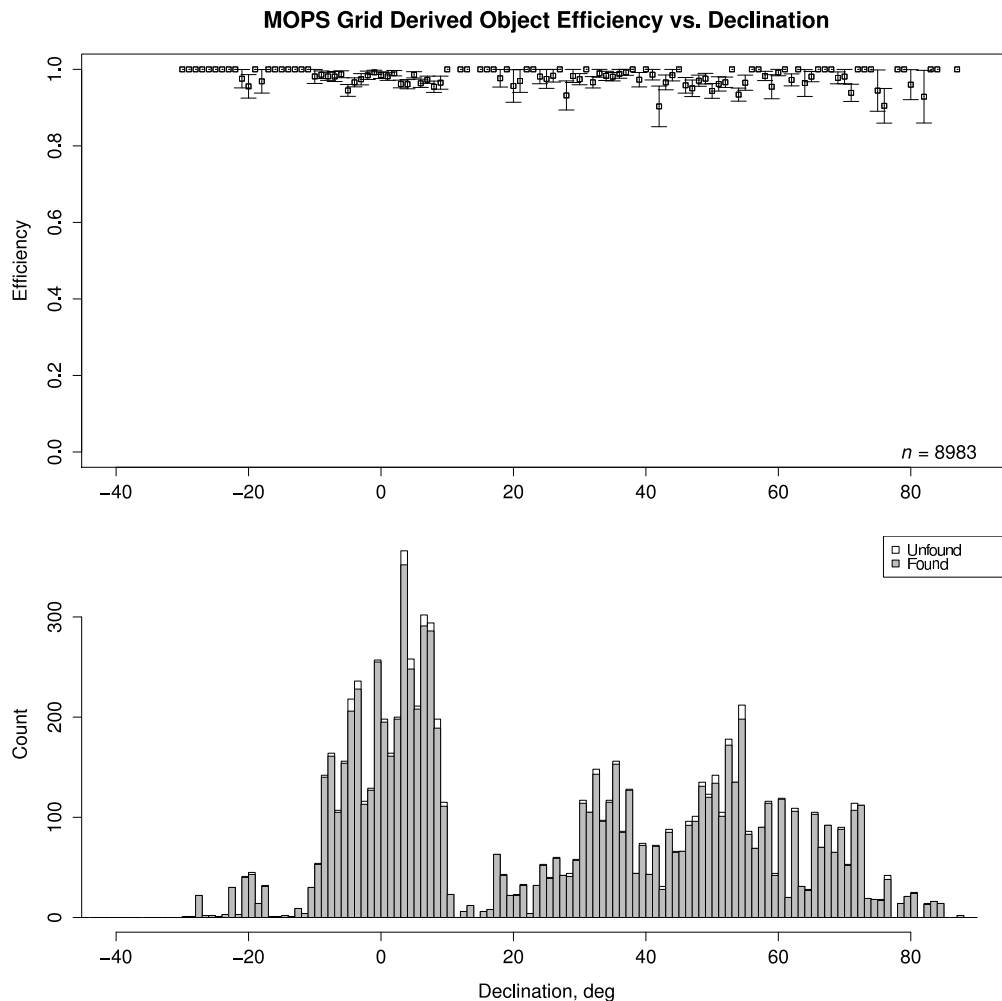 MOPS Grid Derived Object Efficiency vs. Declination
1.0
0.8
0.6
0.4
0.2
0.0
Efficiency
n = 8983
−40 −20 0 20 40 60 80
Unfound
Found
300
200
100
0
Count
−40 −20 0 20 40 60 80
Declination, deg